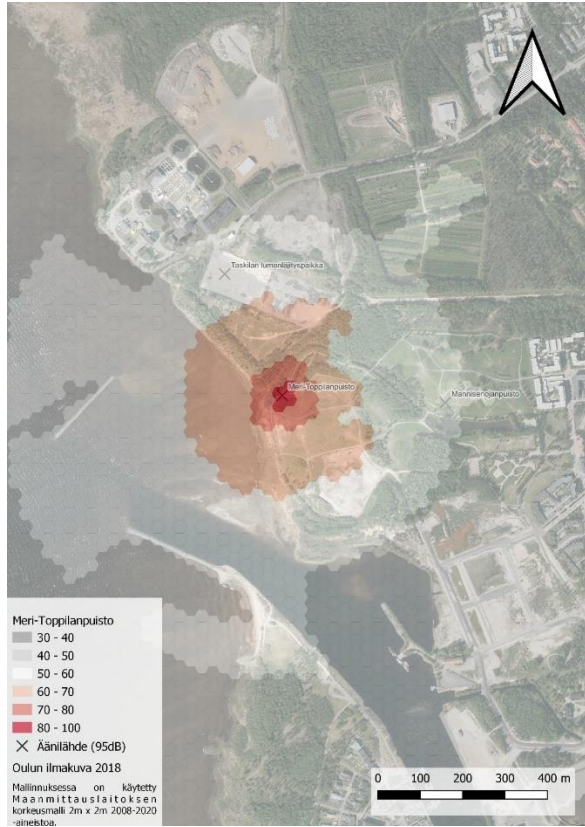 Taskilan lumenläjityspaikka
Meri-Toppilanpuisto
Mannisenojanpuisto
Meri-Toppilanpuisto
30 - 40
40 - 50
50 - 60
60 - 70
70 - 80
80 - 100
Äänilähde (95dB)
Oulun ilmakuva 2018
Mallinnuksessa on käytetty
Maanmittauslaitoksen
korkeusmalli 2m x 2m 2008-2020
-aineistoa.
0 100 200 300 400 m